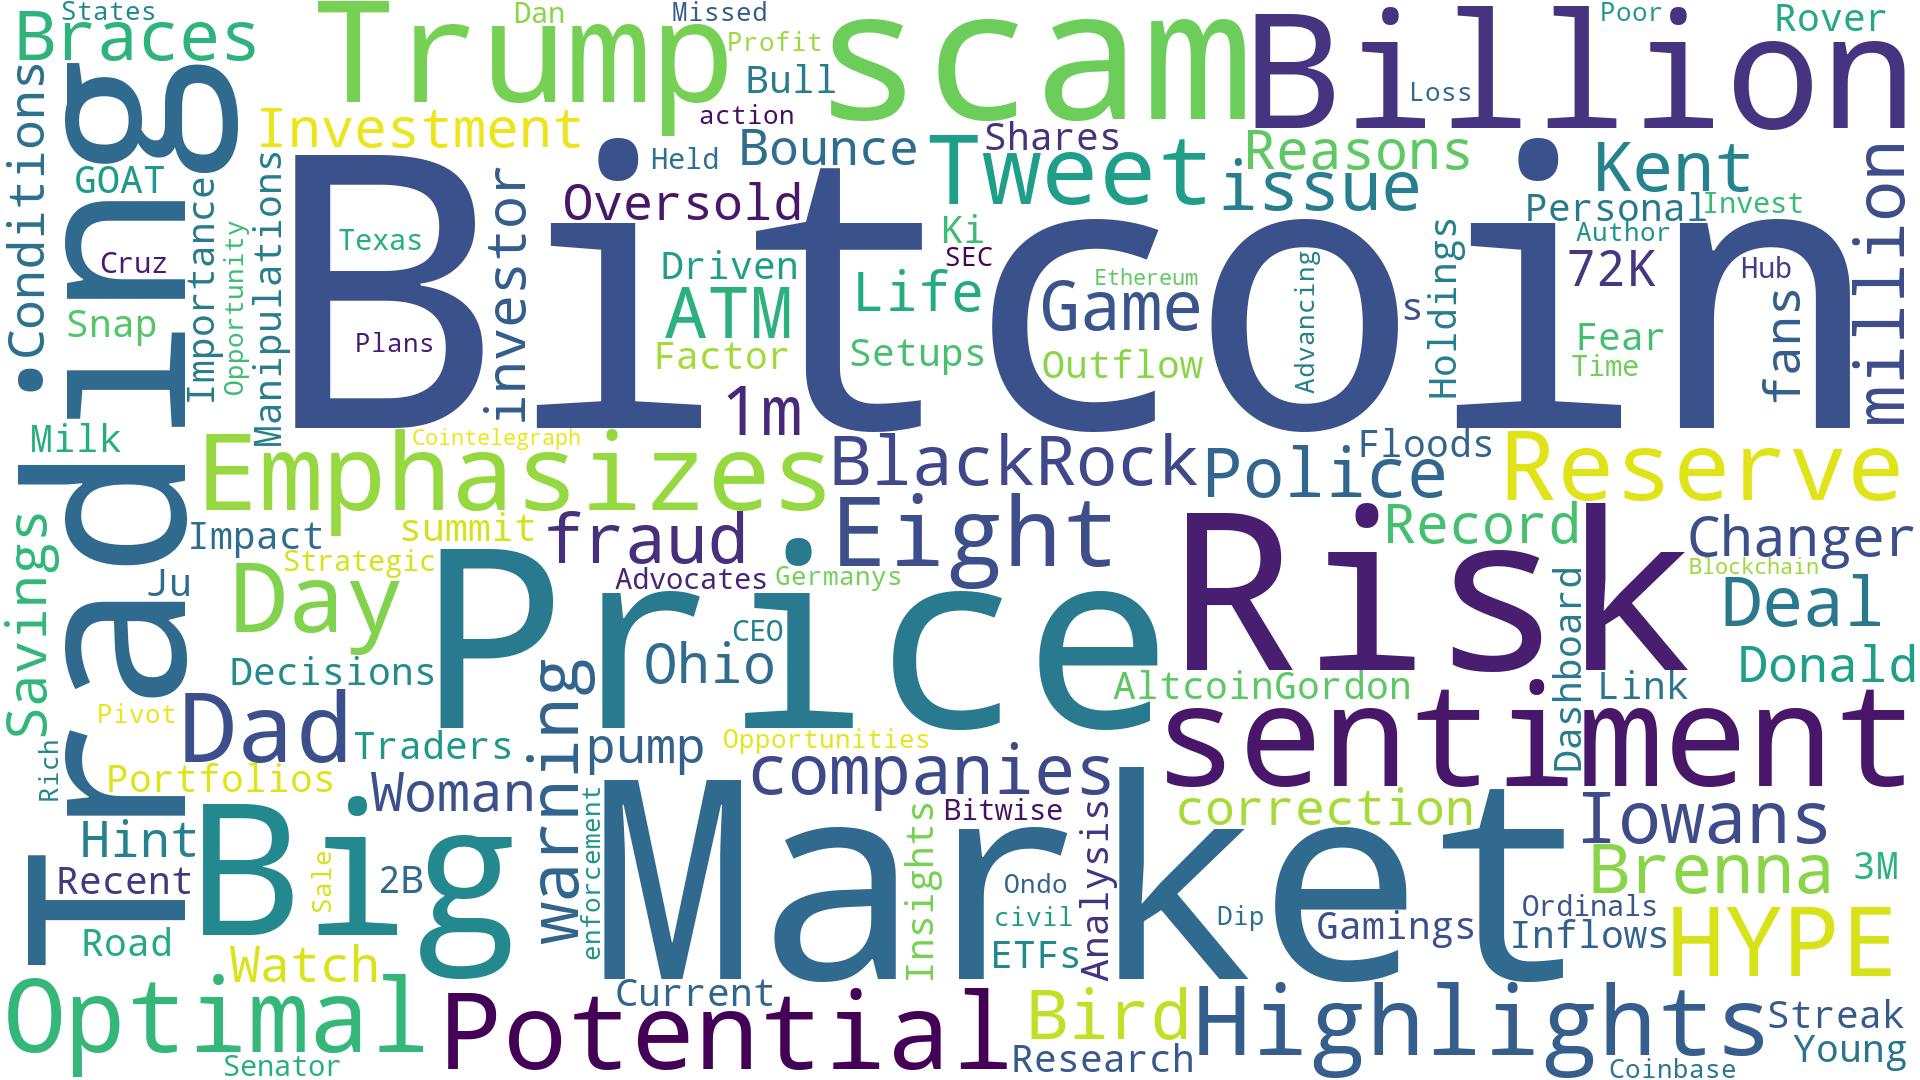 States
Braces
Trump
Dan
Missed
Profit
scam
Billion
Poor
Rover
Bull
Loss
action
Investment
Conditions
Trading
GOAT
Importance
Manipulations
Bitcoin
investor
Held
Bounce
Shares
Tweet
issue
Reasons
Kent
million
Oversold
Personal
Invest
Texas
Opportunity
Cruz
Ki
SEC
Driven
ATM
Life
Ethereum
Game
Advancing
s
Holdings
Author
72K
Hub
fans
Snap
Plans
Factor
Setups
Outflow
Fear
Time
1m
Milk
Cointelegraph
Emphasizes
BlackRock
Police
Floods
Reserve
Savings
Impact
summit
fraud
Eight
Risk
Record
Changer
Strategic
Ju
Day
Price
Advocates
Germanys
Blockchain
Dashboard
Deal
CEO
Ohio
Decisions
Donald
AltcoinGordon
Link
Pivot
Dad
Traders
warning
pump
Opportunities
sentiment
Rich
Portfolios
Woman
companies
Bitwise
correction
Iowans
Hint
Big
enforcement
Market
Insights
Analysis
Brenna
3M
Recent
Sale
2B
Ondo
Ordinals
civil
Dip
Gamings
Inflows
HYPE
Road
Watch
ETFs
Optimal
Current
Potential
Bird
Highlights
Streak
Young
Senator
Research
Coinbase